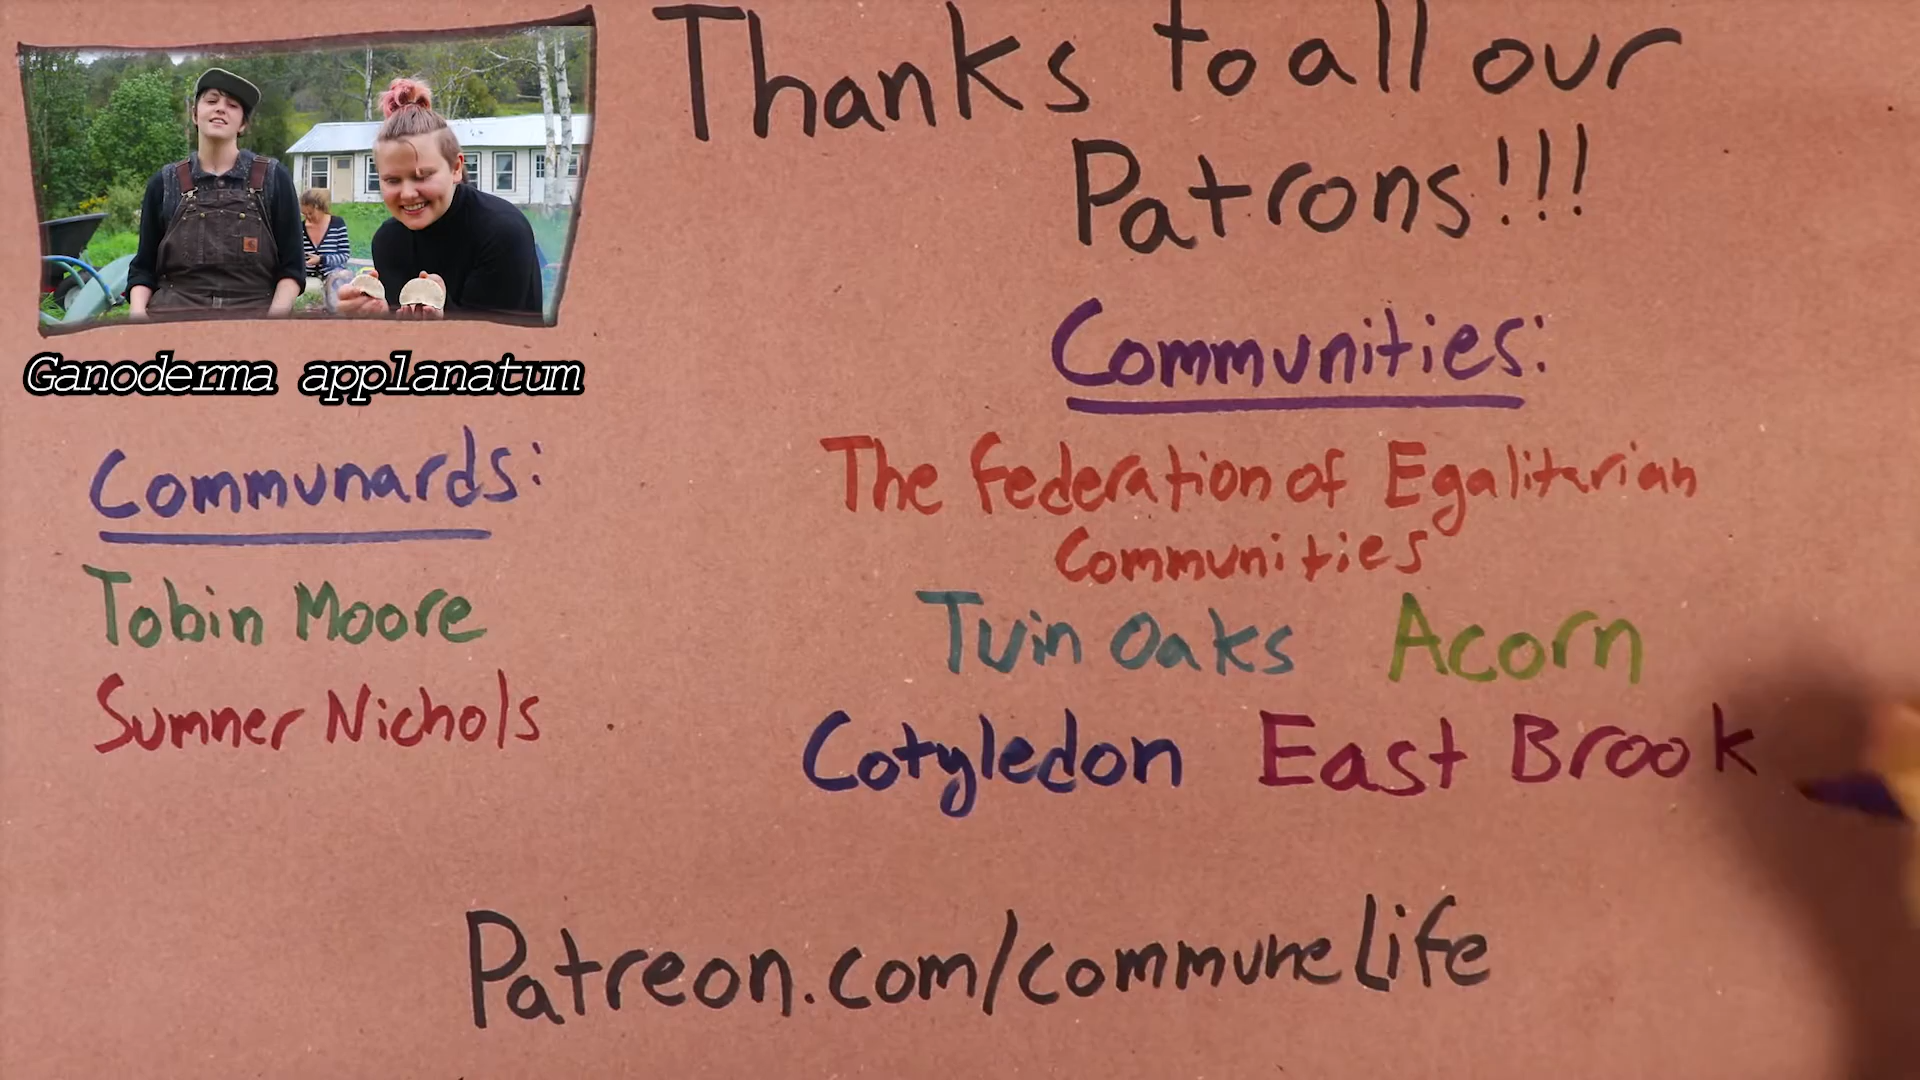 Thanks to all our
Patrons!!!
Ganoderma applanatum
Communards:
Tobin Moore
Sumner Nichols
Communities:
The Federation of Egalitarian
Communities
Twin Oaks Acorn
Cotyledon East Brook
Patreon.com/communeLife